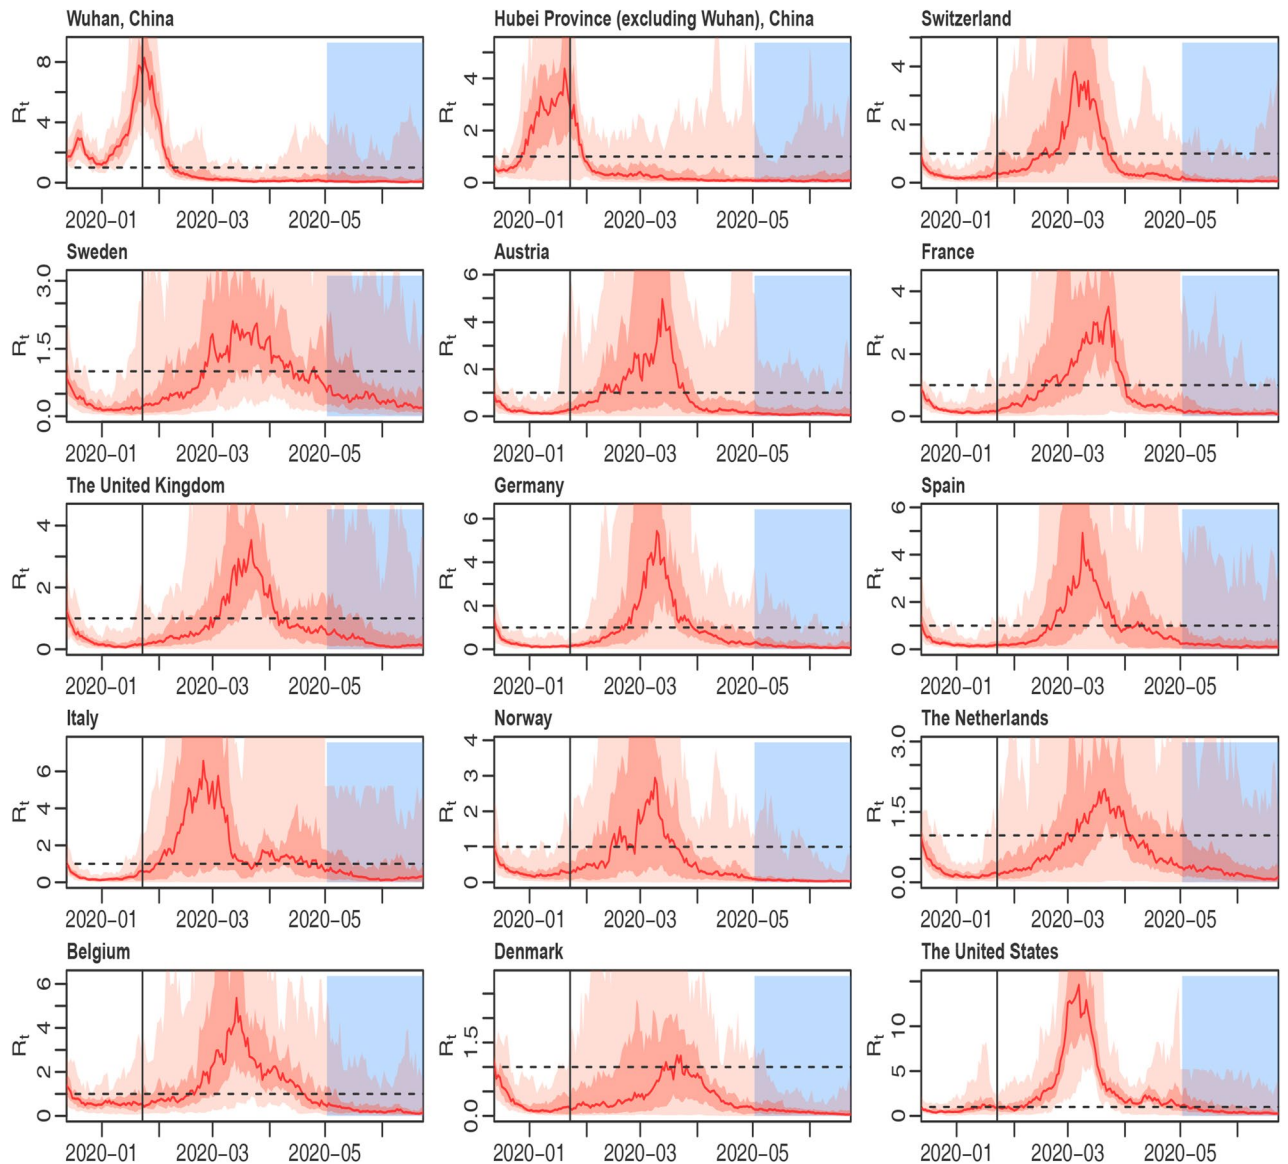 Wuhan, China
Hubei Province (excluding Wuhan), China
Switzerland
Rt
8
4
0
2020–01 2020–03 2020–05
Rt
4
2
0
2020–01 2020–03 2020–05
Rt
4
2
0
2020–01 2020–03 2020–05
Sweden
Austria
France
Rt
3.0
1.5
0.0
2020–01 2020–03 2020–05
Rt
6
4
2
0
2020–01 2020–03 2020–05
Rt
4
2
0
2020–01 2020–03 2020–05
The United Kingdom
Germany
Spain
Rt
4
2
0
2020–01 2020–03 2020–05
Rt
6
4
2
0
2020–01 2020–03 2020–05
Rt
6
4
2
0
2020–01 2020–03 2020–05
Italy
Norway
The Netherlands
Rt
6
4
2
0
2020–01 2020–03 2020–05
Rt
4
3
2
1
0
2020–01 2020–03 2020–05
Rt
3.0
1.5
0.0
2020–01 2020–03 2020–05
Belgium
Denmark
The United States
Rt
6
4
2
0
2020–01 2020–03 2020–05
Rt
1.5
0.0
2020–01 2020–03 2020–05
Rt
10
5
0
2020–01 2020–03 2020–05